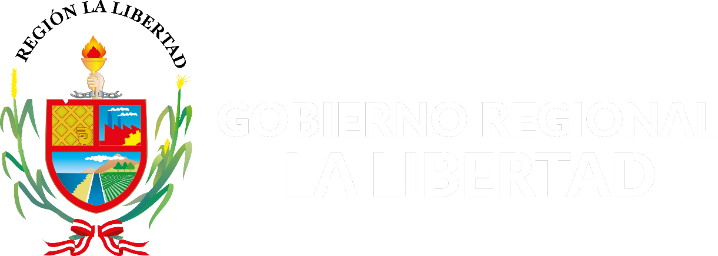 REGIÓN LA LIBERTAD
GOBIERNO REGIONAL
LA LIBERTAD